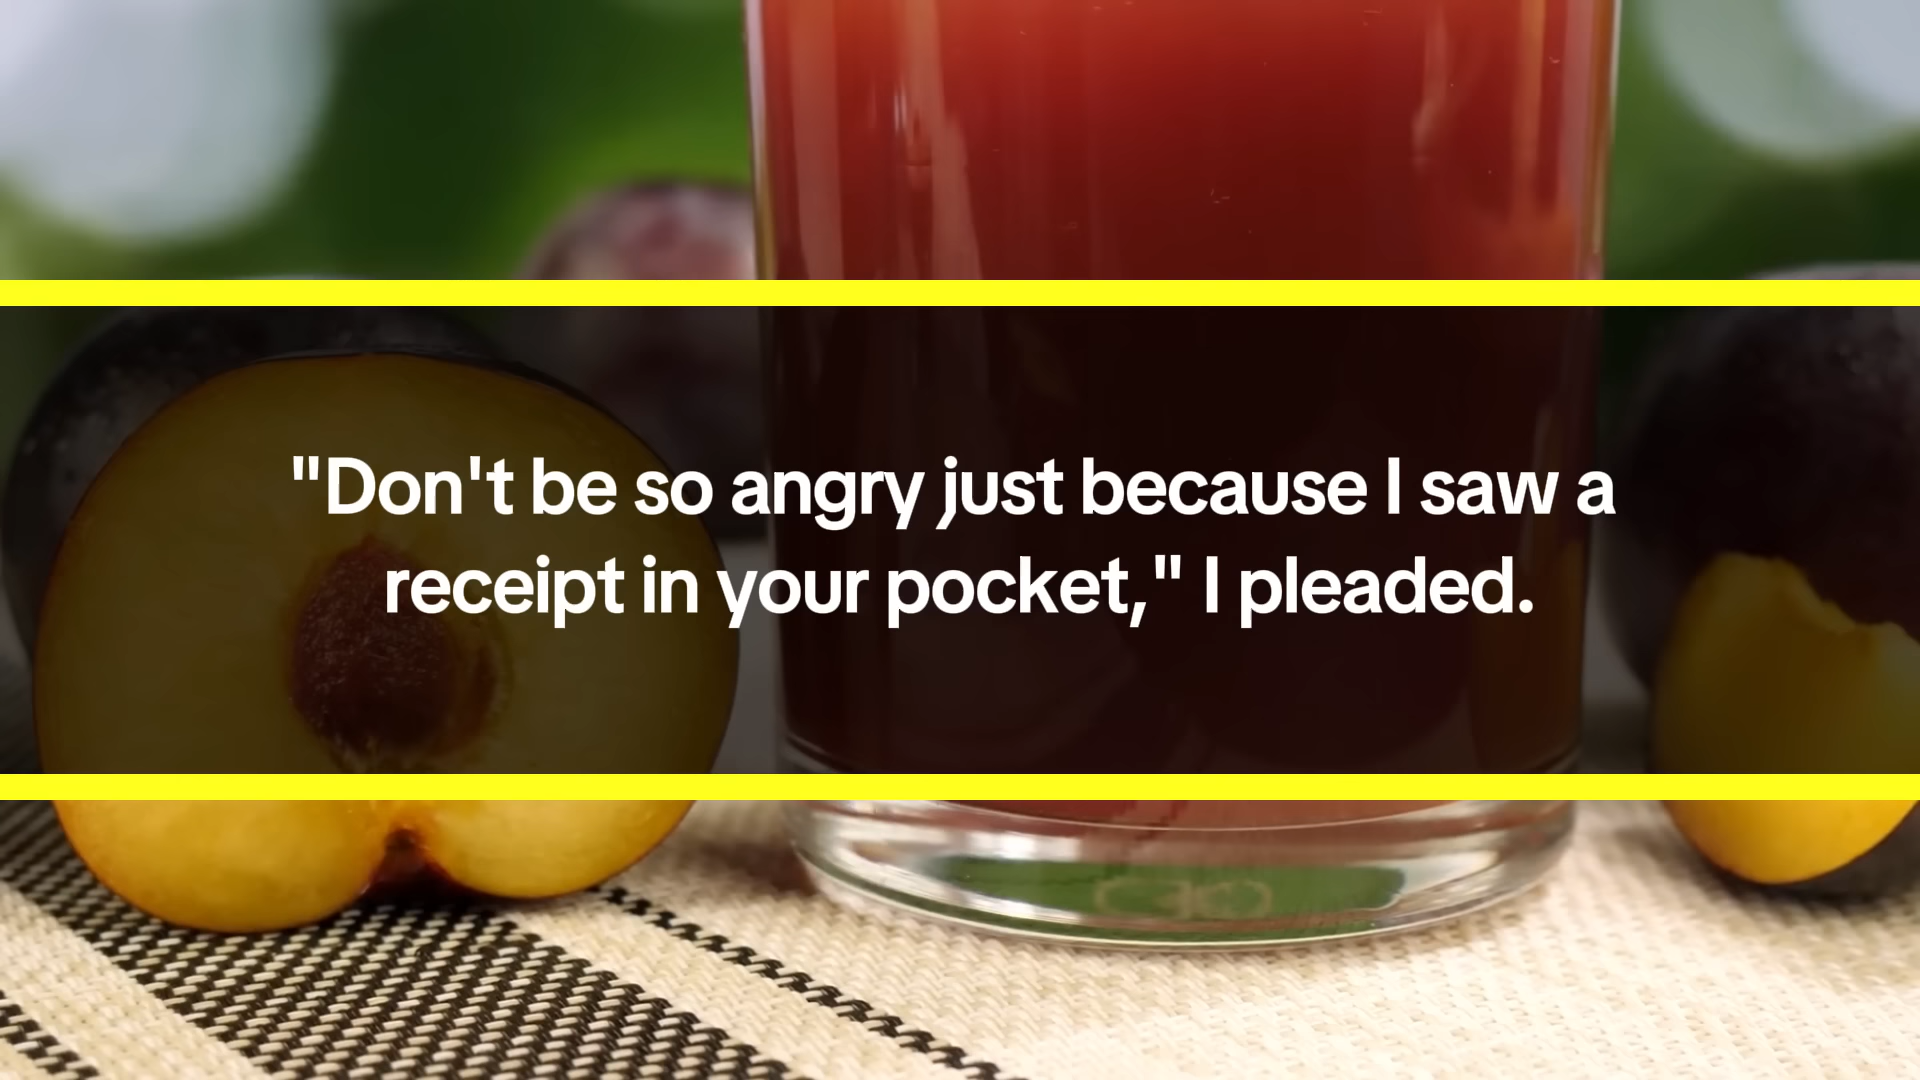 "Don't be so angry just because I saw a
receipt in your pocket," I pleaded.